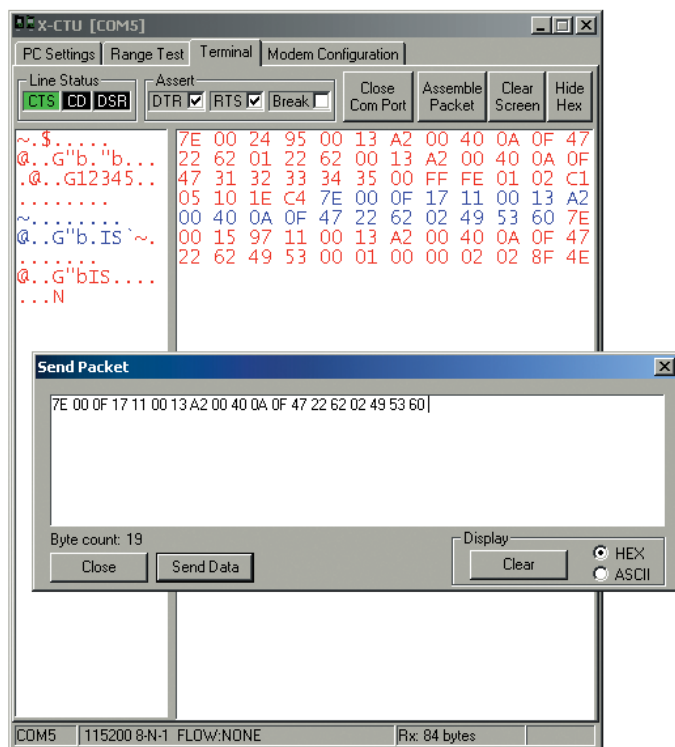 X-CTU [COM5]
PC Settings Range Test Terminal Modem Configuration
Line Status
CTS CD DSR
Assert
DTR RTS Break
Close Com Port
Assemble Packet
Clear Screen
Hide Hex
~.$.....
@..G"b."b...
.@..G12345..
........
~........
@..G"b.IS`~.
.......
@..G"bIS....
...N
7E 00 24 95 00 13 A2 00 40 0A 0F 47
22 62 01 22 62 00 13 A2 00 40 0A 0F
47 31 32 33 34 35 00 FF FE 01 02 C1
05 10 1E C4 7E 00 0F 17 11 00 13 A2
00 40 0A 0F 47 22 62 02 49 53 60 7E
00 15 97 11 00 13 A2 00 40 0A 0F 47
22 62 49 53 00 01 00 00 02 02 8F 4E
Send Packet
7E 00 0F 17 11 00 13 A2 00 40 0A 0F 47 22 62 02 49 53 60
Byte count: 19
Close
Send Data
Display
Clear
HEX
ASCII
COM5 115200 8-N-1 FLOW:NONE Rx: 84 bytes